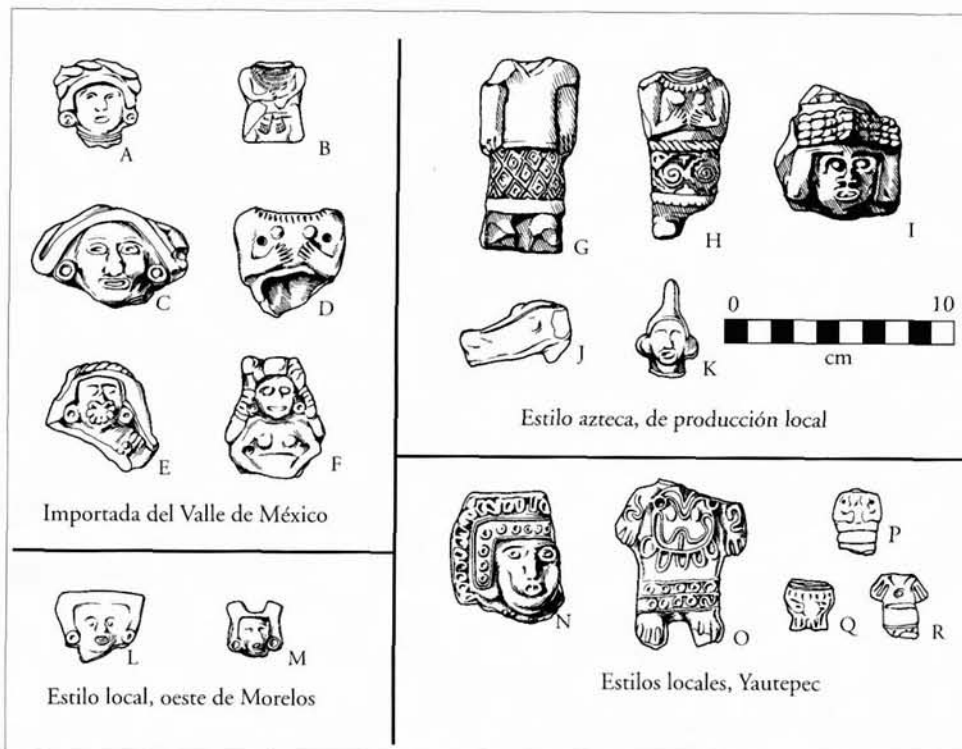 A
B
C
D
E
F
Importada del Valle de México
G
H
I
J
K
0 10
cm
Estilo azteca, de producción local
L
M
Estilo local, oeste de Morelos
N
O
P
Q
R
Estilos locales, Yautepec